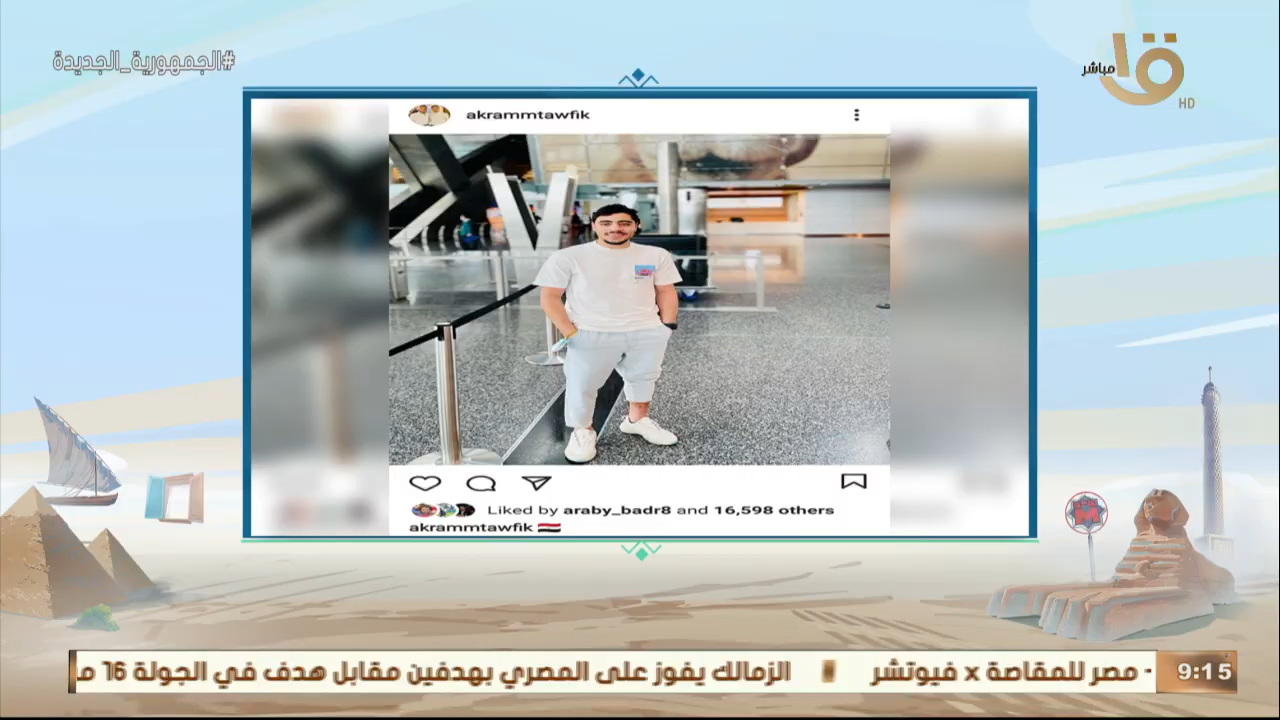 #الجمهورية_الجديدة
مباشر
HD
akrammtawfik
Liked by araby_badr8 and 16,598 others
akrammtawfik
9:15
- مصر للمقاصة x فيوتشر
الزمالك يفوز على المصري بهدفين مقابل هدف في الجولة 16 مـ